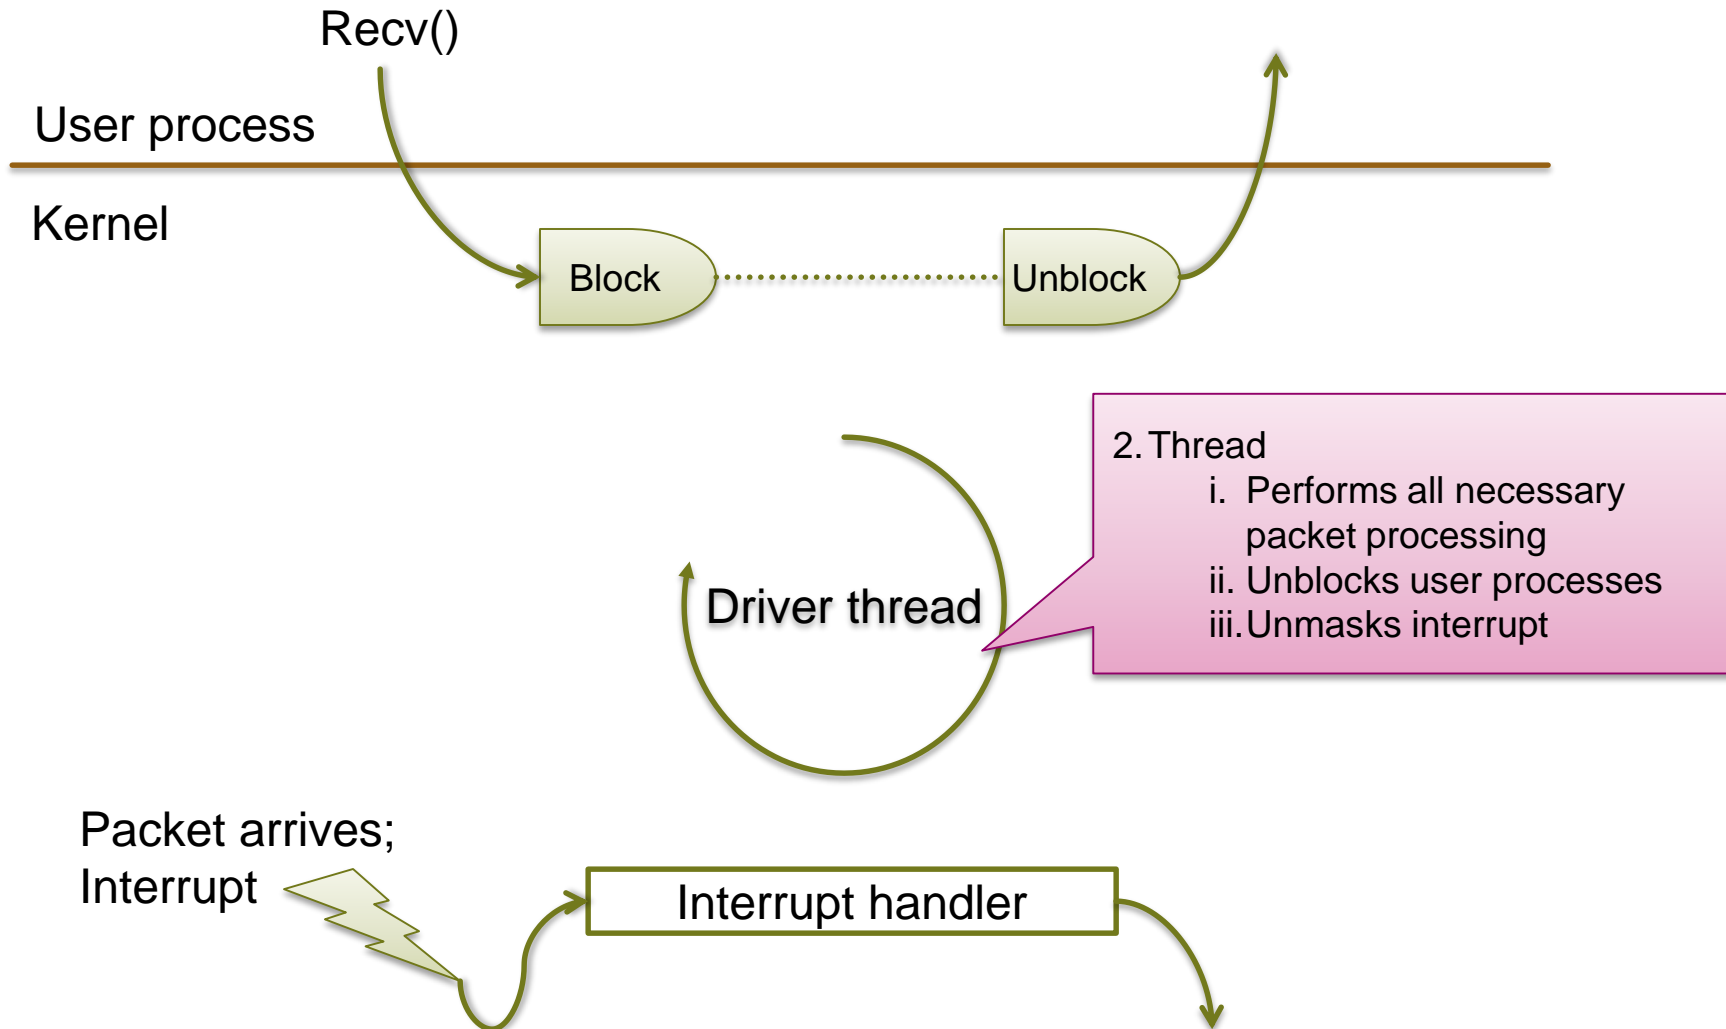 Recv()
User process
Kernel
Block
Unblock
2. Thread
i. Performs all necessary
packet processing
ii. Unblocks user processes
iii. Unmasks interrupt
Driver thread
Packet arrives;
Interrupt
Interrupt handler